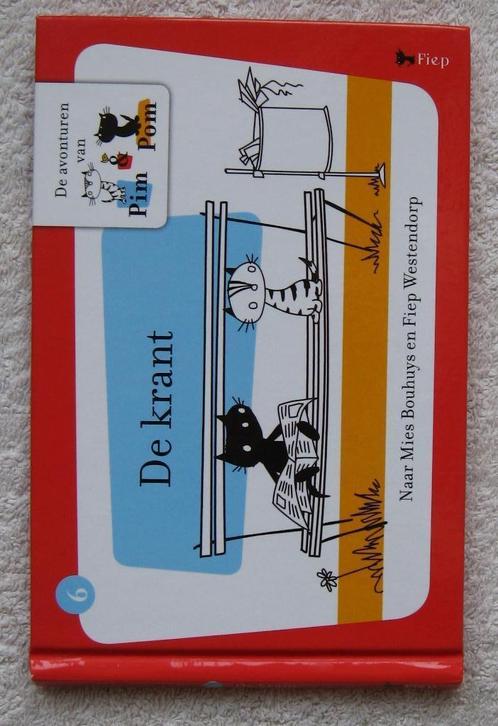 De avonturen
van
Pim & Pom
Fiep
De krant
6
Naar Mies Bouhuys en Fiep Westendorp